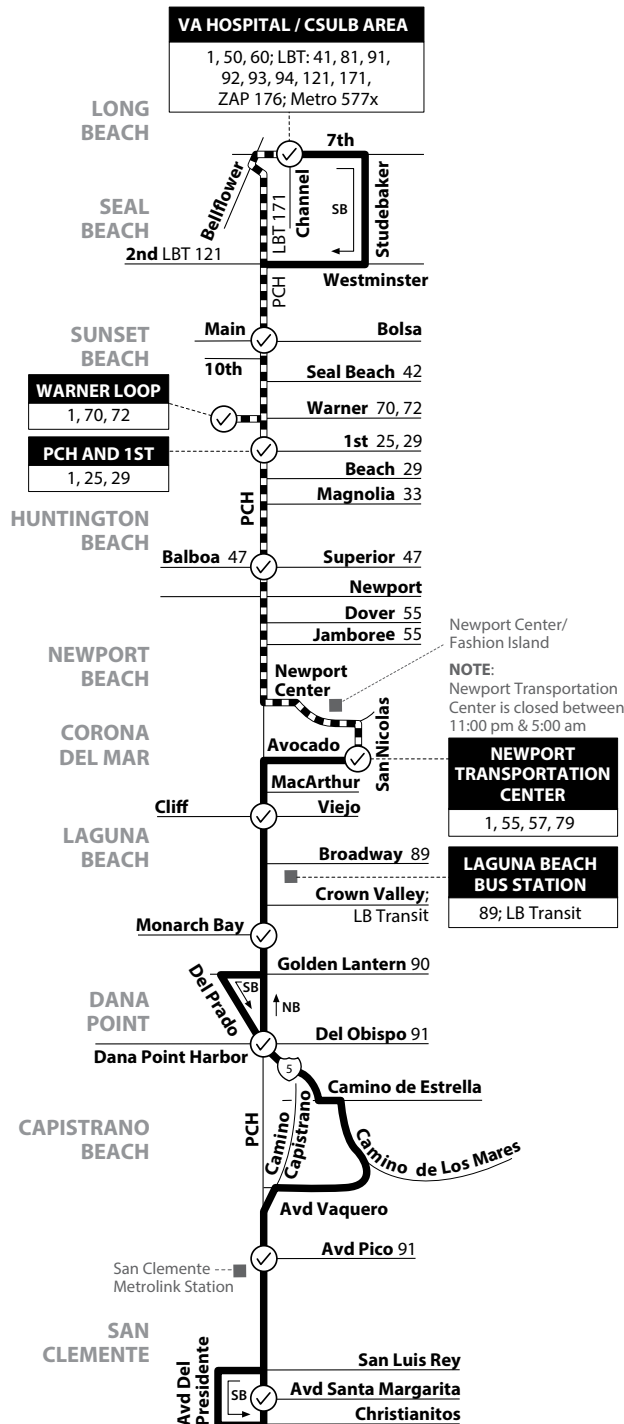 VA HOSPITAL / CSULB AREA
1, 50, 60; LBT: 41, 81, 91,
92, 93, 94, 121, 171,
ZAP 176; Metro 577x
LONG
BEACH
7th
Bellflower
LBT 171
Channel
SB
Studebaker
SEAL
BEACH
2nd LBT 121
Westminster
PCH
SUNSET
BEACH
Main
Bolsa
10th
Seal Beach 42
WARNER LOOP
1, 70, 72
Warner 70, 72
PCH AND 1ST
1, 25, 29
1st 25, 29
Beach 29
Magnolia 33
PCH
HUNTINGTON
BEACH
Balboa 47
Superior 47
Newport
Dover 55
Jamboree 55
Newport Center/
Fashion Island
NOTE:
Newport Transportation
Center is closed between
11:00 pm & 5:00 am
NEWPORT
BEACH
Newport
Center
San Nicolas
CORONA
DEL MAR
Avocado
NEWPORT
TRANSPORTATION
CENTER
1, 55, 57, 79
MacArthur
Cliff
Viejo
LAGUNA
BEACH
Broadway 89
LAGUNA BEACH
BUS STATION
89; LB Transit
Crown Valley;
LB Transit
Monarch Bay
Golden Lantern 90
Del Prado
SB
NB
DANA
POINT
Del Obispo 91
Dana Point Harbor
5
Camino de Estrella
CAPISTRANO
BEACH
PCH
Camino
Capistrano
Camino de Los Mares
Avd Vaquero
Avd Pico 91
San Clemente
Metrolink Station
SAN
CLEMENTE
Avd Del
Presidente
San Luis Rey
SB
Avd Santa Margarita
Christianitos